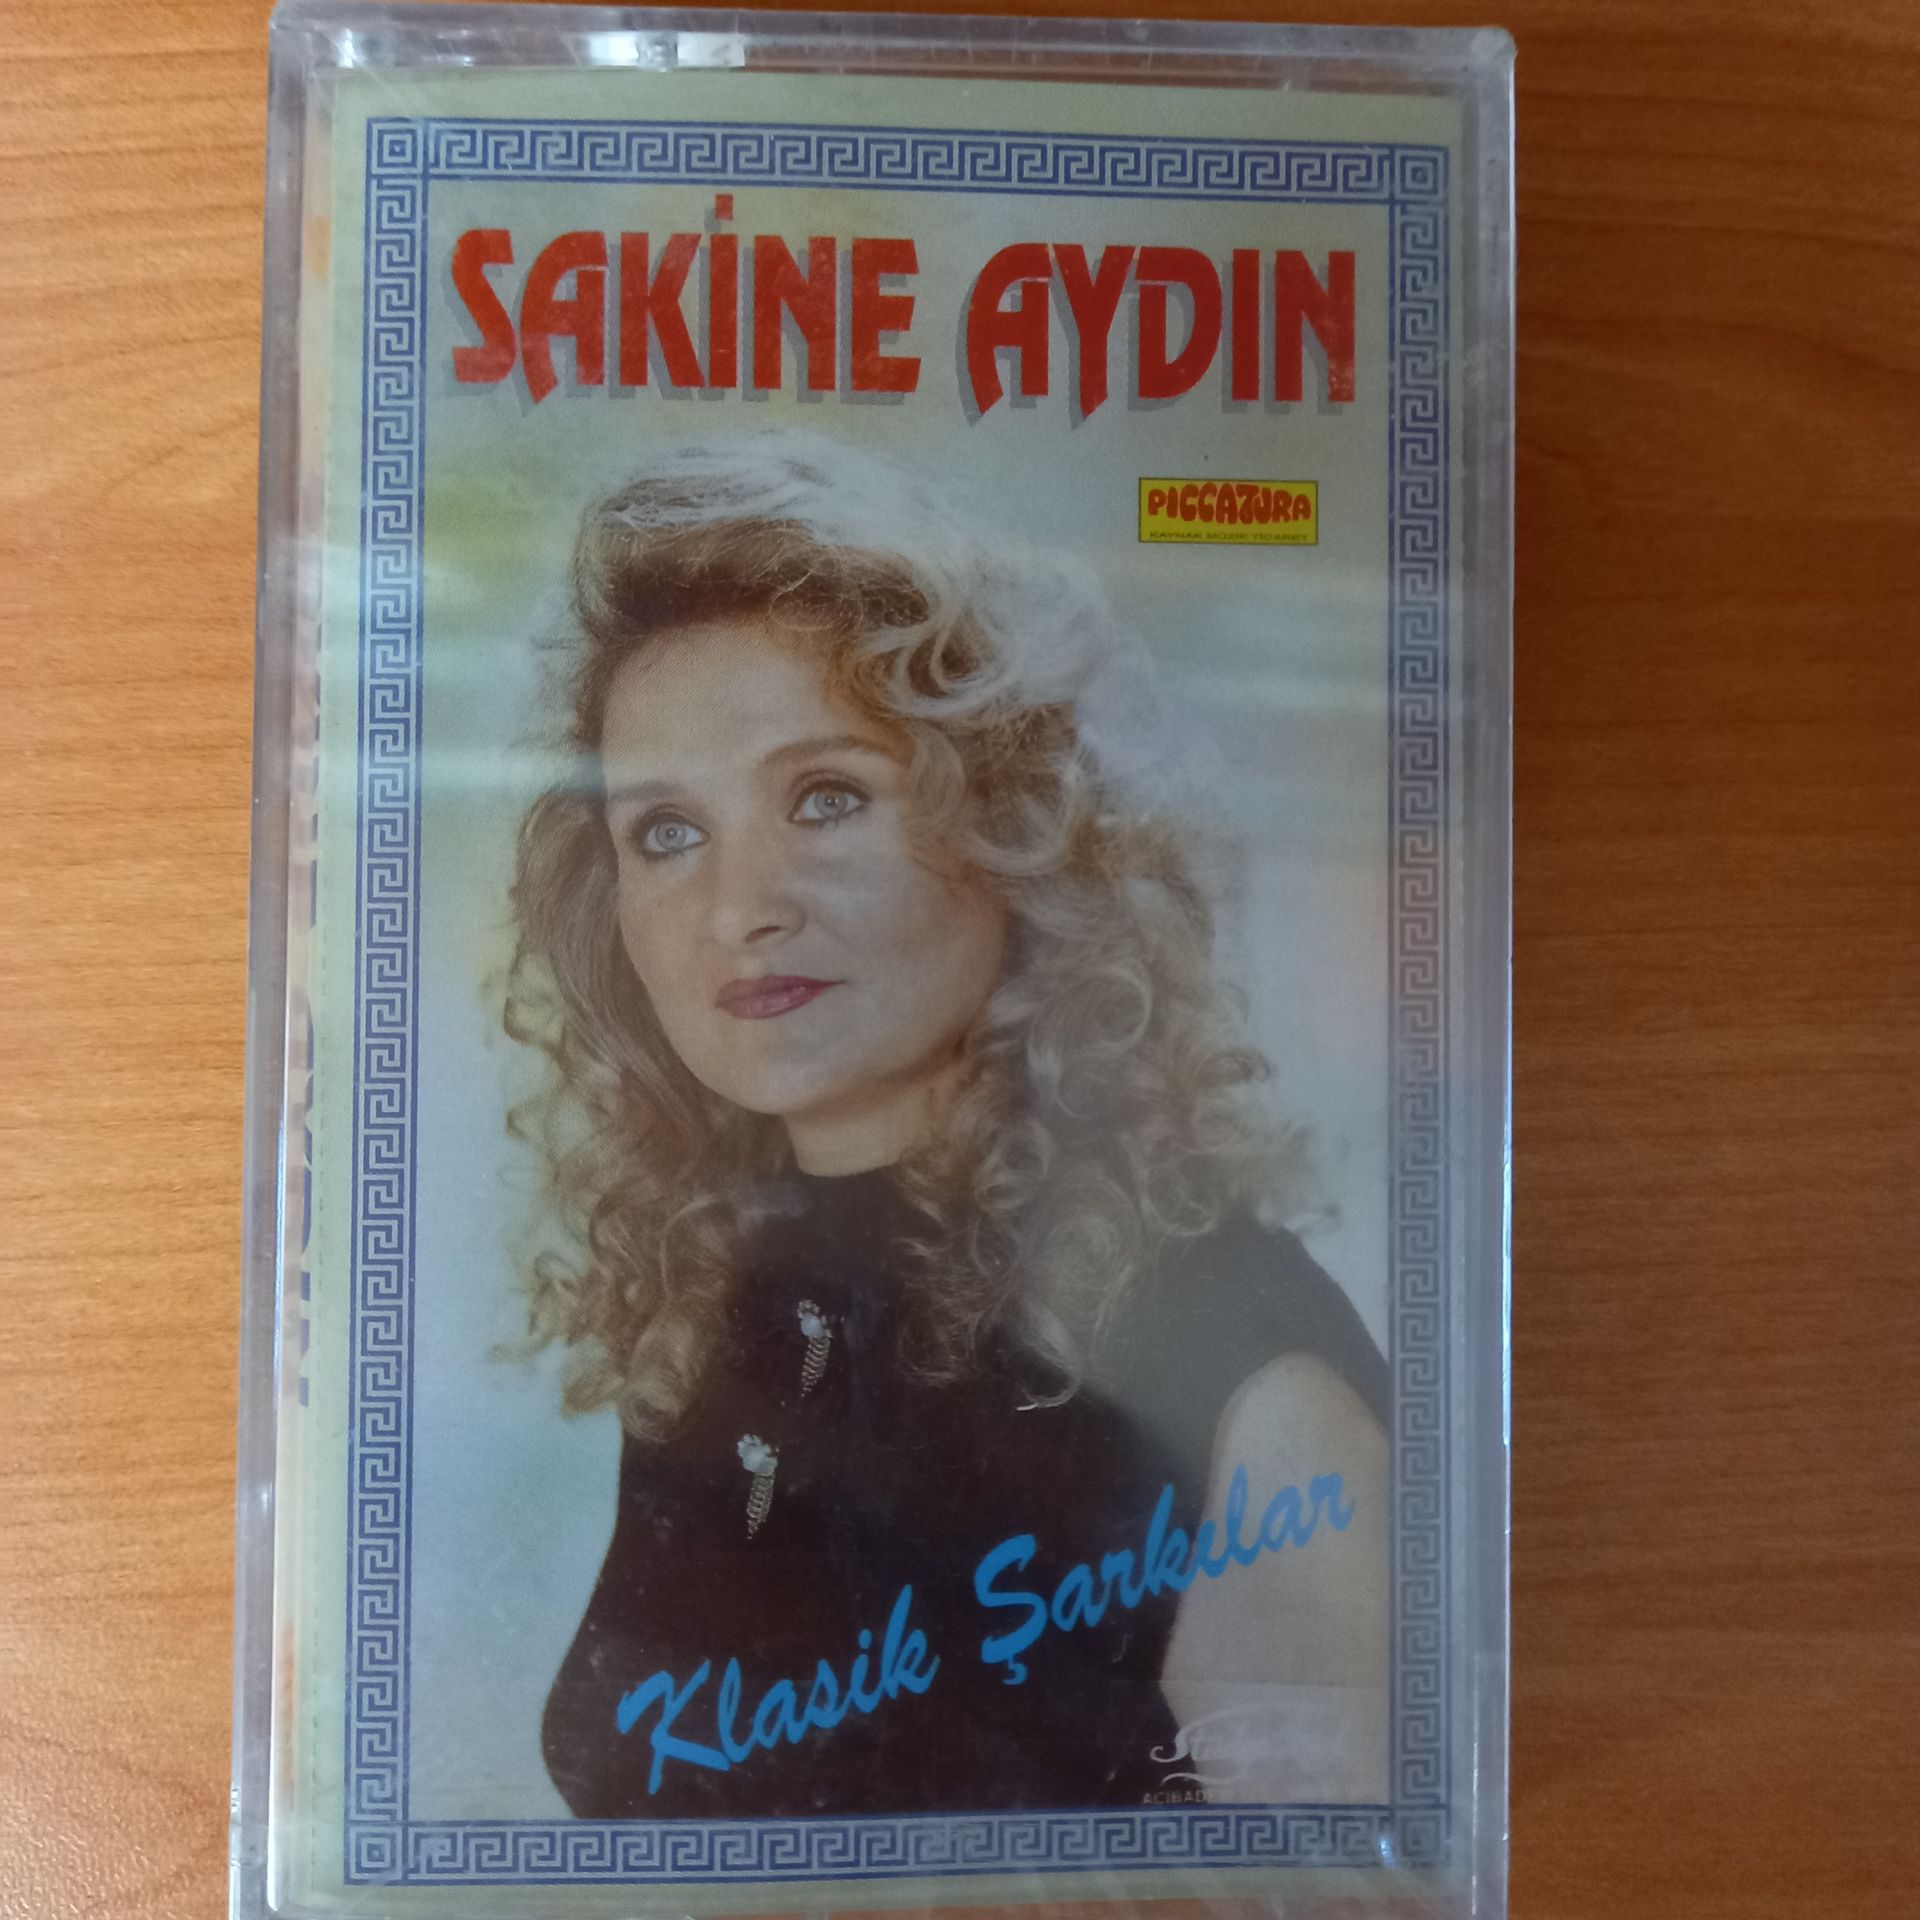 SAKİNE AYDIN
PICCATURA
KAYNAK MÜZİK TİCARET
Klasik Şarkılar